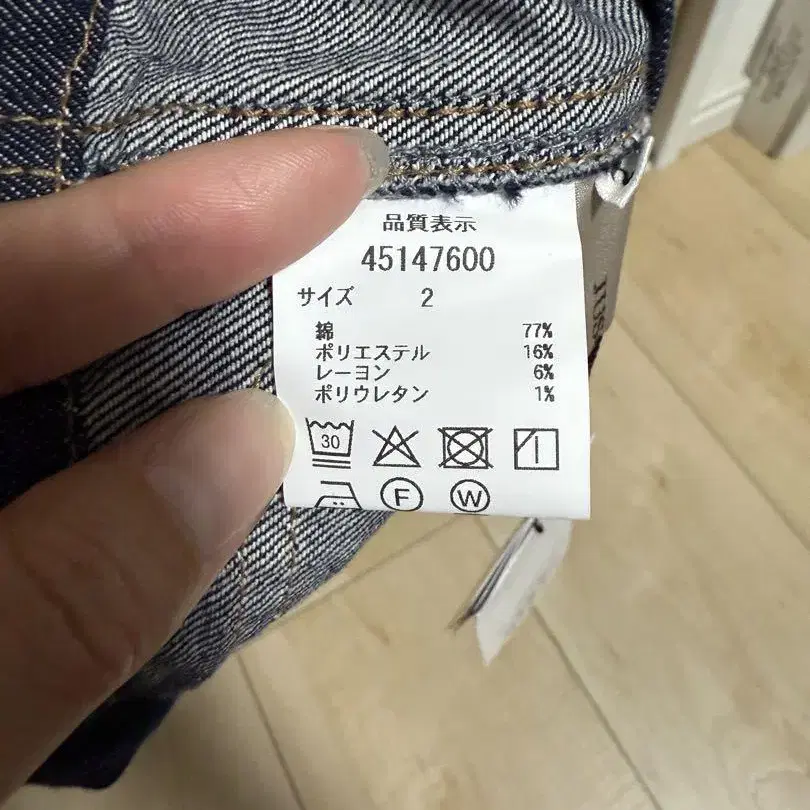 品質表示
45147600
サイズ 2
綿 77%
ポリエステル 16%
レーヨン 6%
ポリウレタン 1%
30
F W